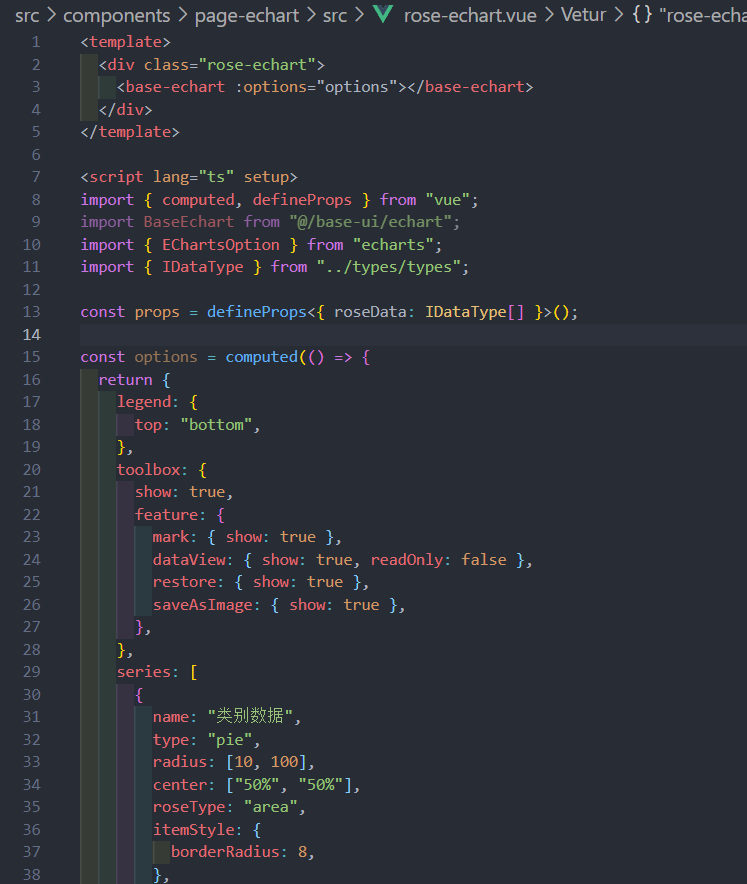 src > components > page-echart > src > rose-echart.vue > Vetur > {} "rose-echa
1 <template>
2   <div class="rose-echart">
3     <base-echart :options="options"></base-echart>
4   </div>
5 </template>
6
7 <script lang="ts" setup>
8 import { computed, defineProps } from "vue";
9 import BaseEchart from "@/base-ui/echart";
10 import { EChartsOption } from "echarts";
11 import { IDataType } from "../types/types";
12
13 const props = defineProps<{ roseData: IDataType[] }>();
14
15 const options = computed(() => {
16   return {
17     legend: {
18       top: "bottom",
19     },
20     toolbox: {
21       show: true,
22       feature: {
23         mark: { show: true },
24         dataView: { show: true, readOnly: false },
25         restore: { show: true },
26         saveAsImage: { show: true },
27       },
28     },
29     series: [
30       {
31         name: "类别数据",
32         type: "pie",
33         radius: [10, 100],
34         center: ["50%", "50%"],
35         roseType: "area",
36         itemStyle: {
37           borderRadius: 8,
38         },